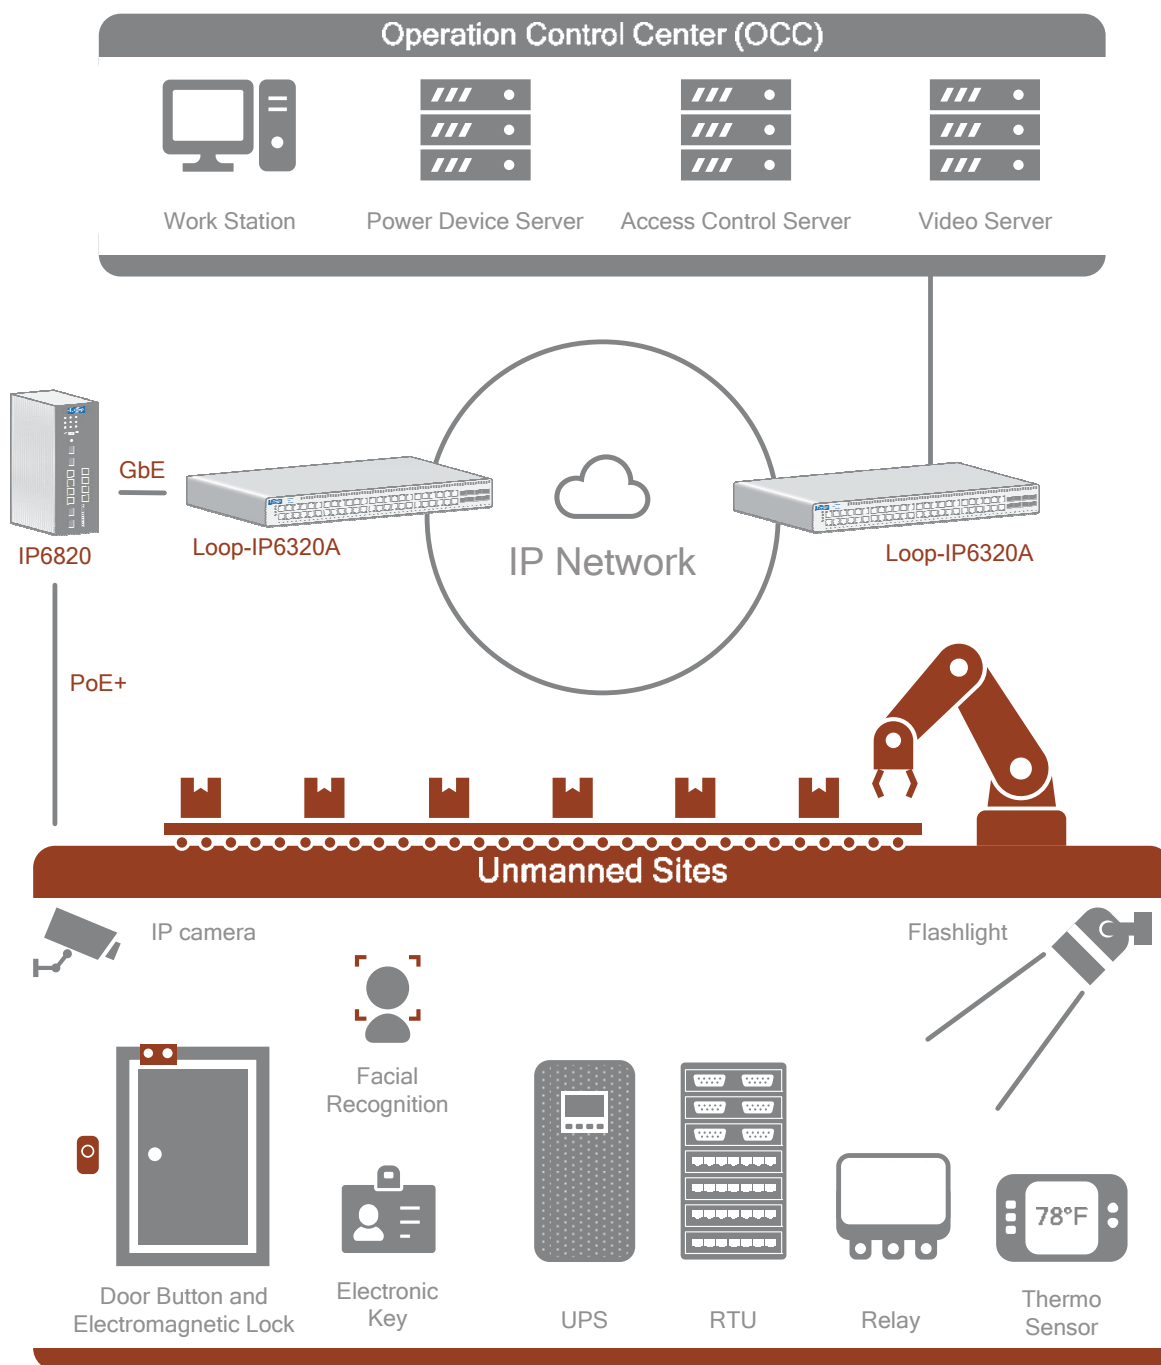 Operation Control Center (OCC)
Work Station
Power Device Server
Access Control Server
Video Server
GbE
IP6820
Loop-IP6320A
IP Network
Loop-IP6320A
PoE+
Unmanned Sites
IP camera
Flashlight
Facial
Recognition
78°F
Door Button and
Electromagnetic Lock
Electronic
Key
UPS
RTU
Relay
Thermo
Sensor